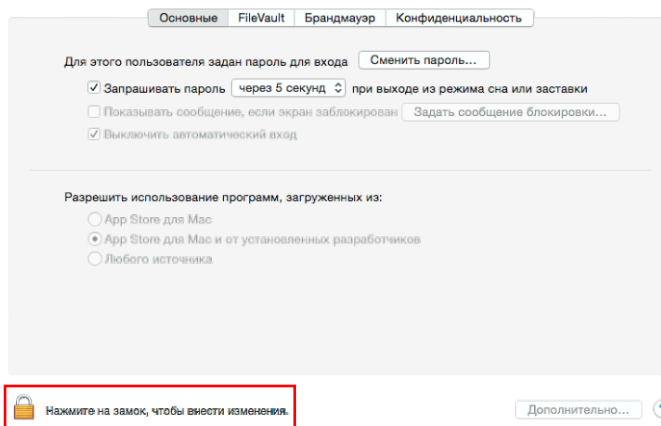 Основные FileVault Брандмауэр Конфиденциальность
Для этого пользователя задан пароль для входа Сменить пароль...
Запрашивать пароль через 5 секунд при выходе из режима сна или заставки
Показывать сообщение, если экран заблокирован Задать сообщение блокировки...
Выключить автоматический вход
Разрешить использование программ, загруженных из:
App Store для Mac
App Store для Mac и от установленных разработчиков
Любого источника
Нажмите на замок, чтобы внести изменения. Дополнительно...